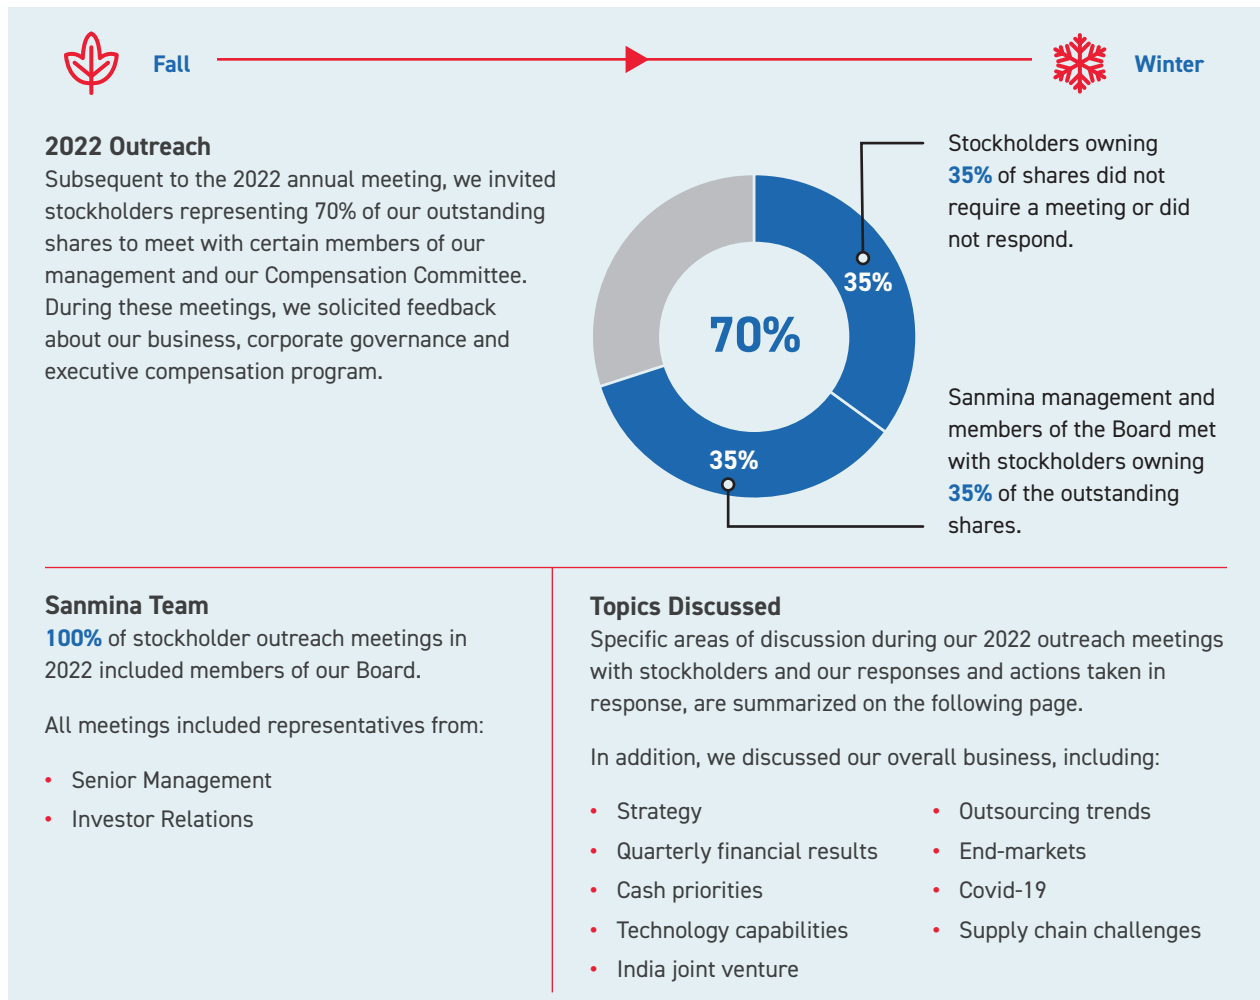 Fall
Winter
2022 Outreach
Subsequent to the 2022 annual meeting, we invited
stockholders representing 70% of our outstanding
shares to meet with certain members of our
management and our Compensation Committee.
During these meetings, we solicited feedback
about our business, corporate governance and
executive compensation program.
70%
35%
35%
Stockholders owning
35% of shares did not
require a meeting or did
not respond.
Sanmina management and
members of the Board met
with stockholders owning
35% of the outstanding
shares.
Sanmina Team
100% of stockholder outreach meetings in
2022 included members of our Board.
All meetings included representatives from:
• Senior Management
• Investor Relations
Topics Discussed
Specific areas of discussion during our 2022 outreach meetings
with stockholders and our responses and actions taken in
response, are summarized on the following page.
In addition, we discussed our overall business, including:
• Strategy
• Quarterly financial results
• Cash priorities
• Technology capabilities
• India joint venture
• Outsourcing trends
• End-markets
• Covid-19
• Supply chain challenges